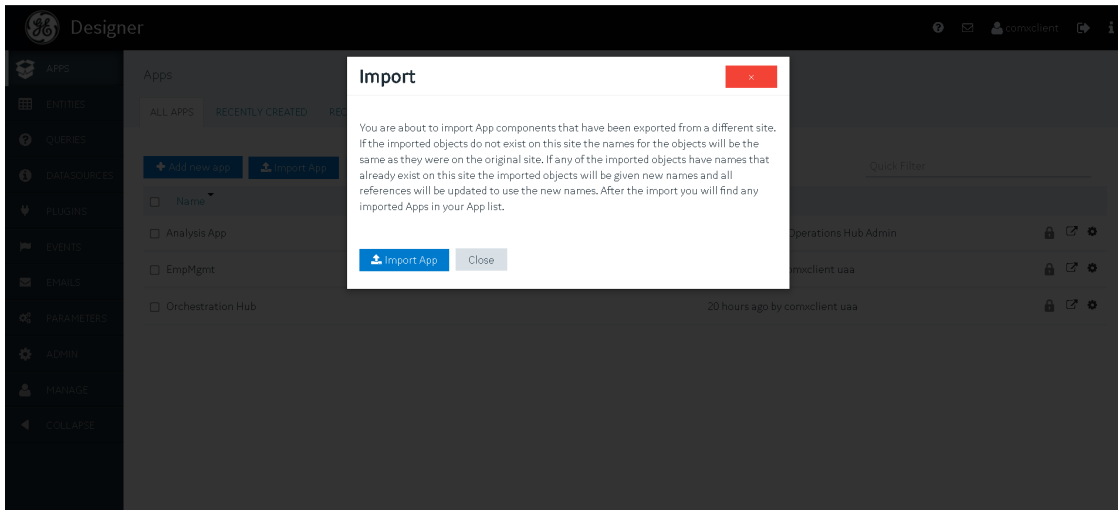 Designer
comxclient
APPS
ENTITIES
QUERIES
DATASOURCES
PLUGINS
EVENTS
EMAILS
PARAMETERS
ADMIN
MANAGE
COLLAPSE
Apps
ALL APPS RECENTLY CREATED
Add new app Import App
Quick Filter
Name
Analysis App Operations Hub Admin
EmpMgmt uaa
Orchestration Hub 20 hours ago by comxclient uaa
Import
×
You are about to import App components that have been exported from a different site.
If the imported objects do not exist on this site the names for the objects will be the
same as they were on the original site. If any of the imported objects have names that
already exist on this site the imported objects will be given new names and all
references will be updated to use the new names. After the import you will find any
imported Apps in your App list.
Import App Close